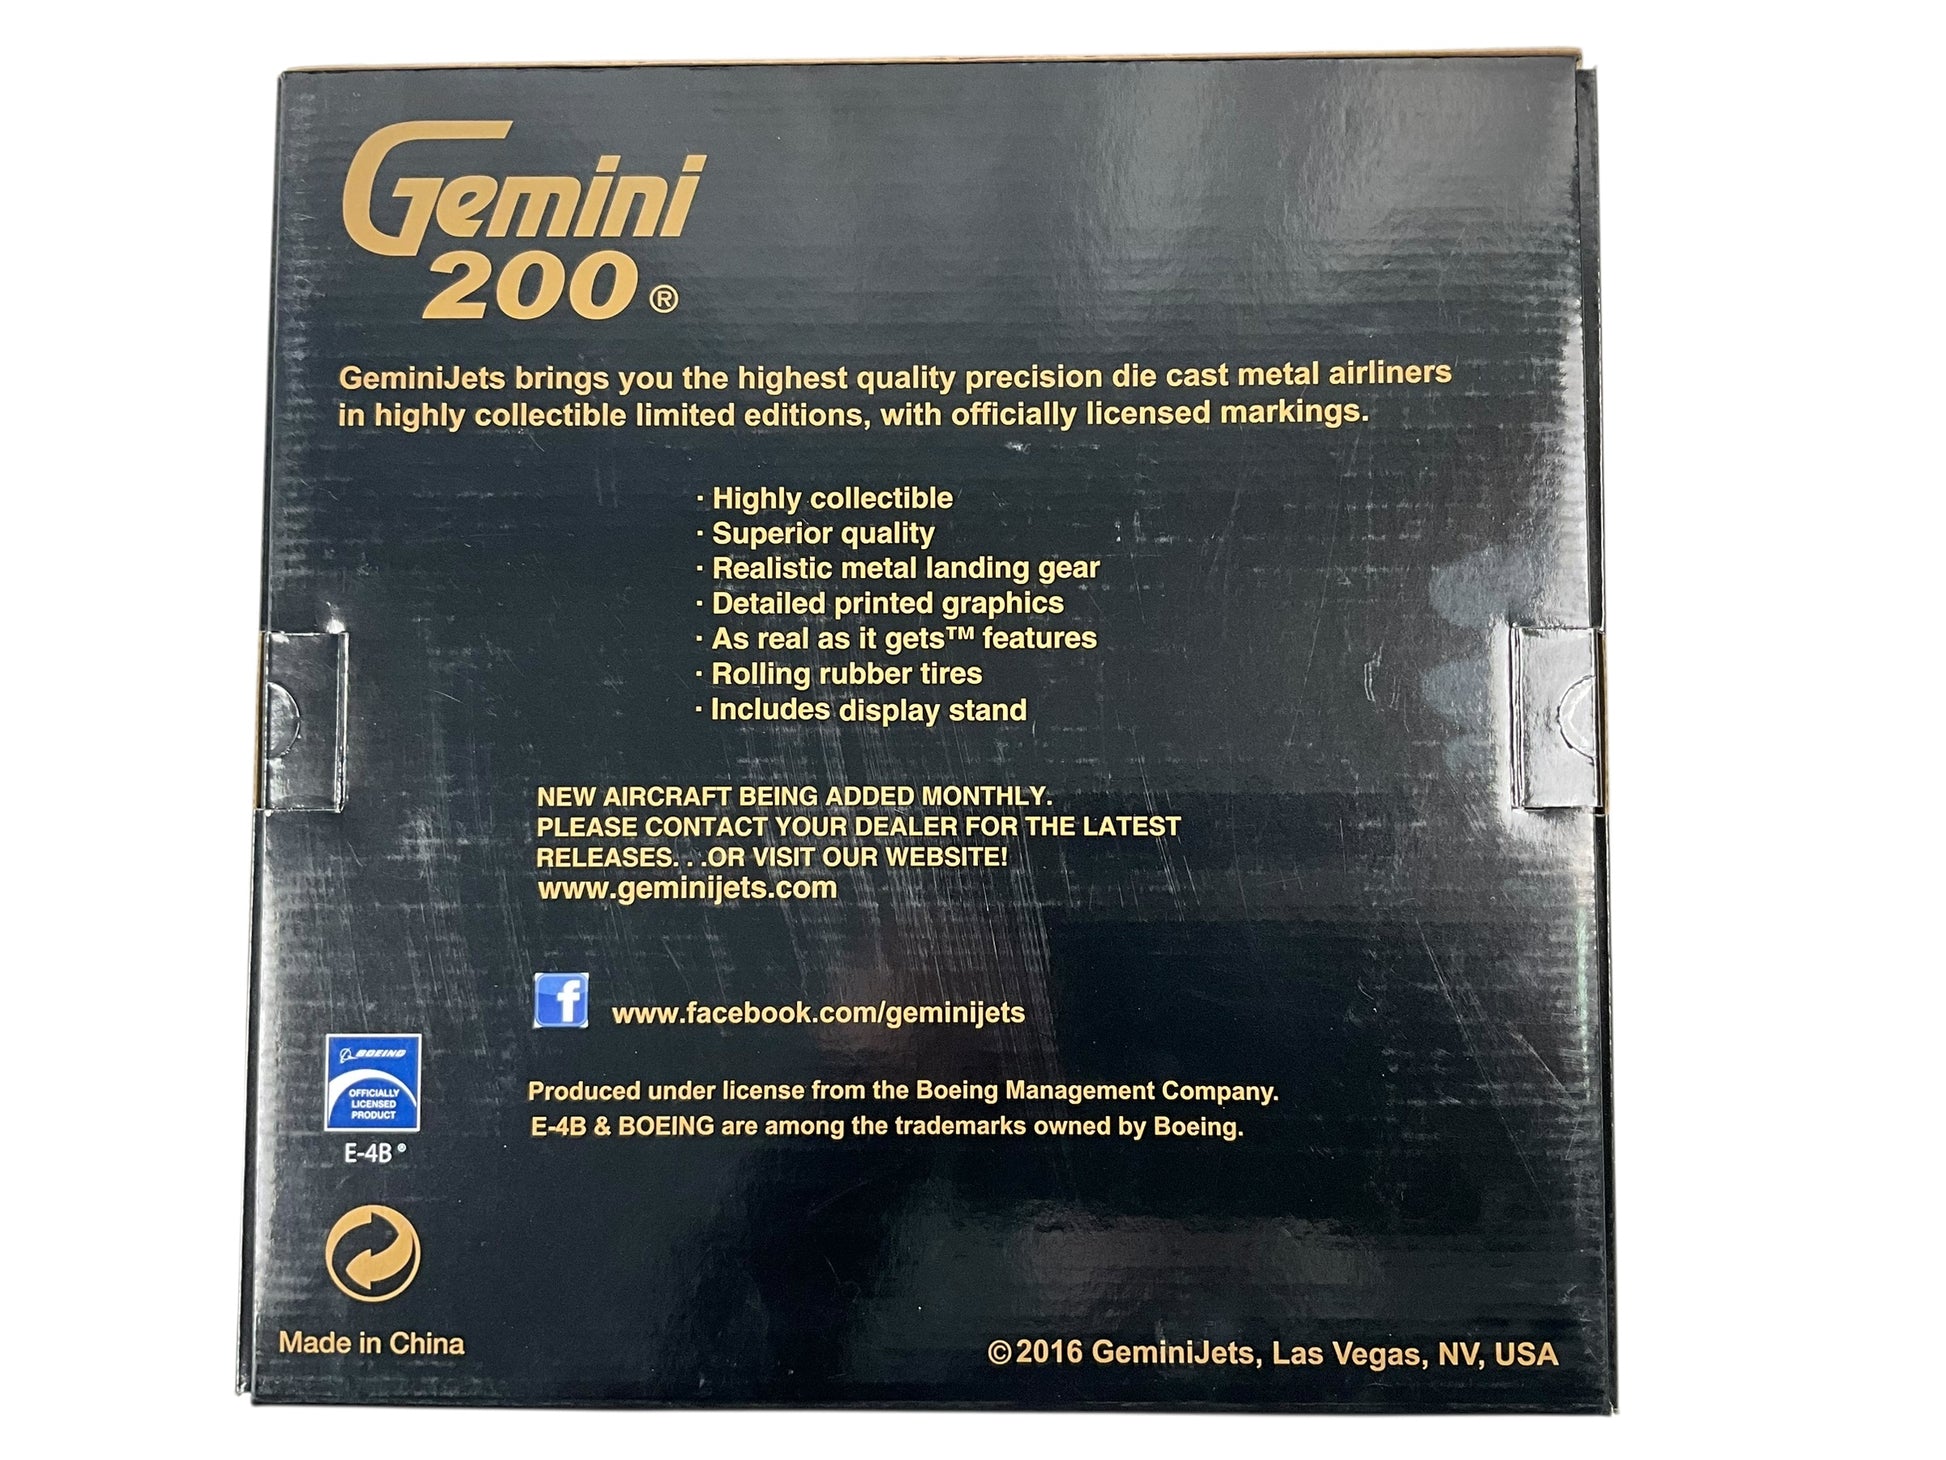 Gemini
200 ®
GeminiJets brings you the highest quality precision die cast metal airliners
in highly collectible limited editions, with officially licensed markings.
· Highly collectible
· Superior quality
· Realistic metal landing gear
· Detailed printed graphics
· As real as it gets™ features
· Rolling rubber tires
· Includes display stand
NEW AIRCRAFT BEING ADDED MONTHLY.
PLEASE CONTACT YOUR DEALER FOR THE LATEST
RELEASES. . .OR VISIT OUR WEBSITE!
www.geminijets.com
f www.facebook.com/geminijets
BOEING
OFFICIALLY
LICENSED
PRODUCT
E-4B®
Produced under license from the Boeing Management Company.
E-4B & BOEING are among the trademarks owned by Boeing.
Made in China
© 2016 GeminiJets, Las Vegas, NV, USA